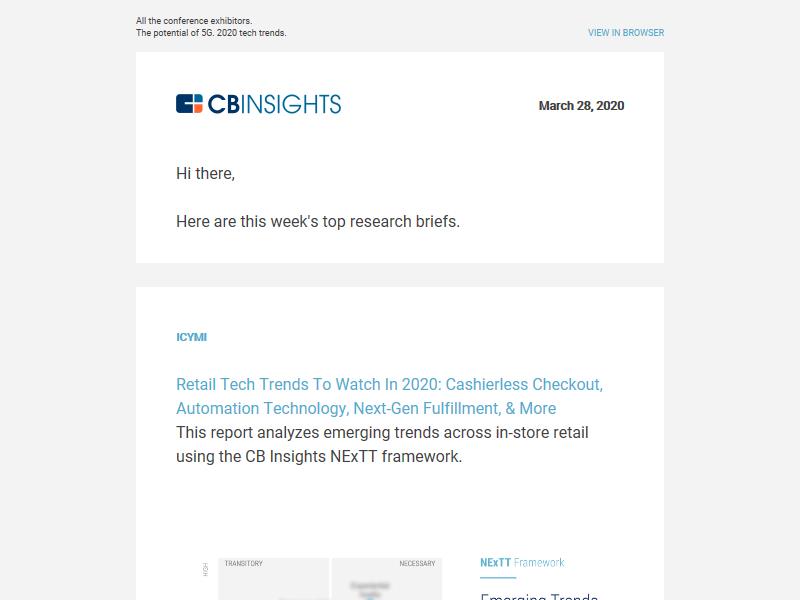 All the conference exhibitors.
The potential of 5G. 2020 tech trends.
VIEW IN BROWSER
CBINSIGHTS
March 28, 2020
Hi there,
Here are this week's top research briefs.
ICYMI
Retail Tech Trends To Watch In 2020: Cashierless Checkout,
Automation Technology, Next-Gen Fulfillment, & More
This report analyzes emerging trends across in-store retail
using the CB Insights NExTT framework.
HIGH
TRANSITORY
NECESSARY
NExTT Framework
Emerging Trends